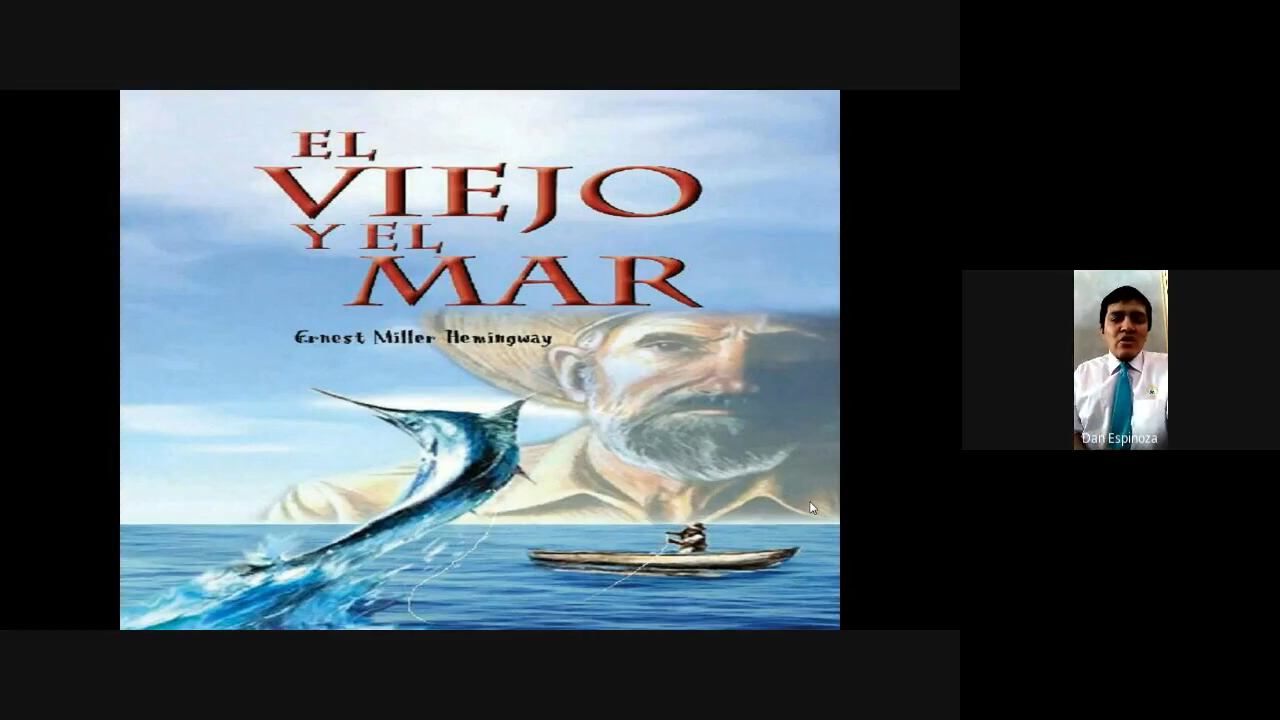 EL
VIEJO
Y EL
MAR
Ernest Miller Hemingway
Dan Espinoza